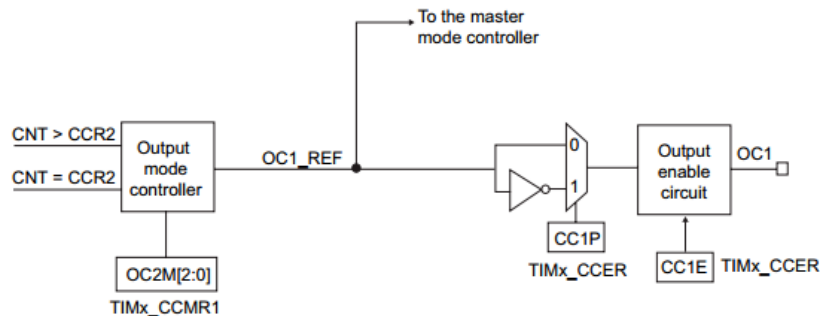 To the master
mode controller
CNT > CCR2
CNT = CCR2
Output
mode
controller
OC1_REF
0
1
Output
enable
circuit
OC1
CC1P
TIMx_CCER
CC1E
TIMx_CCER
OC2M[2:0]
TIMx_CCMR1